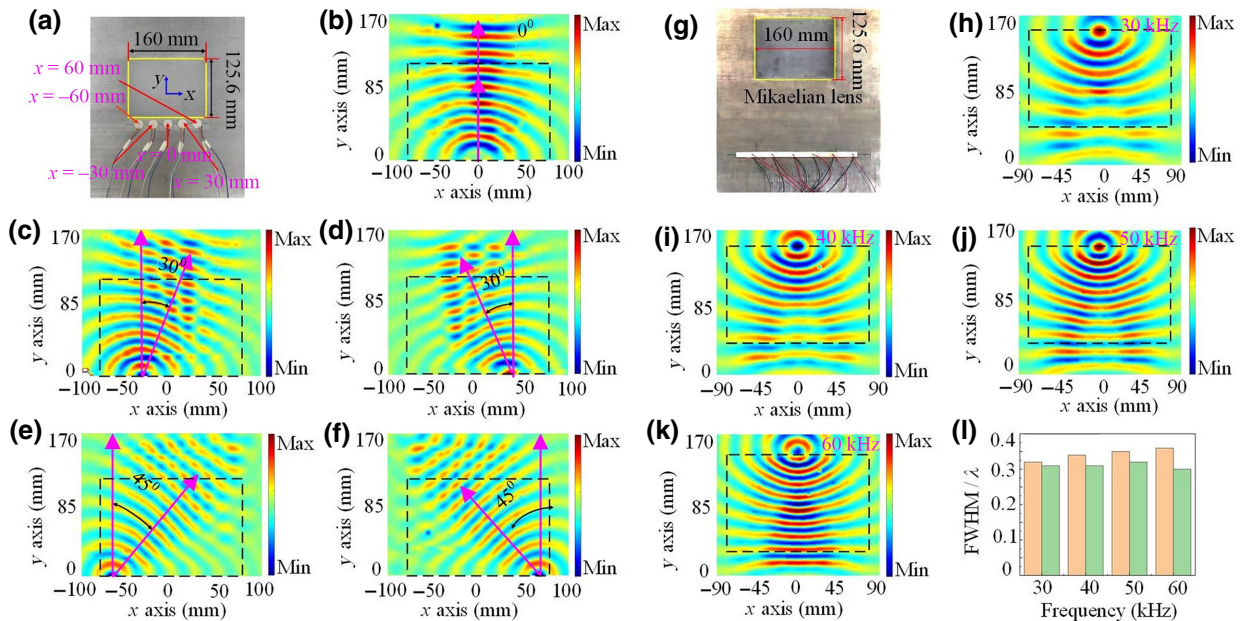 (a)
160 mm
125.6 mm
x = 60 mm
x = −60 mm
y
x
x = 0 mm
x = −30 mm
x = 30 mm
(b)
170
85
0
y axis (mm)
0⁰
−100 −50 0 50 100
x axis (mm)
Max
Min
(g)
160 mm
125.6 mm
Mikaelian lens
(h)
170
85
0
y axis (mm)
30 kHz
−90 −45 0 45 90
x axis (mm)
Max
Min
(c)
170
85
0
y axis (mm)
30⁰
−100 −50 0 50 100
x axis (mm)
Max
Min
(d)
170
85
0
y axis (mm)
30⁰
−100 −50 0 50 100
x axis (mm)
Max
Min
(i)
170
85
0
y axis (mm)
40 kHz
−90 −45 0 45 90
x axis (mm)
Max
Min
(j)
170
85
0
y axis (mm)
50 kHz
−90 −45 0 45 90
x axis (mm)
Max
Min
(e)
170
85
0
y axis (mm)
45⁰
−100 −50 0 50 100
x axis (mm)
Max
Min
(f)
170
85
0
y axis (mm)
45⁰
−100 −50 0 50 100
x axis (mm)
Max
Min
(k)
170
85
0
y axis (mm)
60 kHz
−90 −45 0 45 90
x axis (mm)
Max
Min
(l)
0.4
0.3
0.2
0.1
0
FWHM / λ
30 40 50 60
Frequency (kHz)